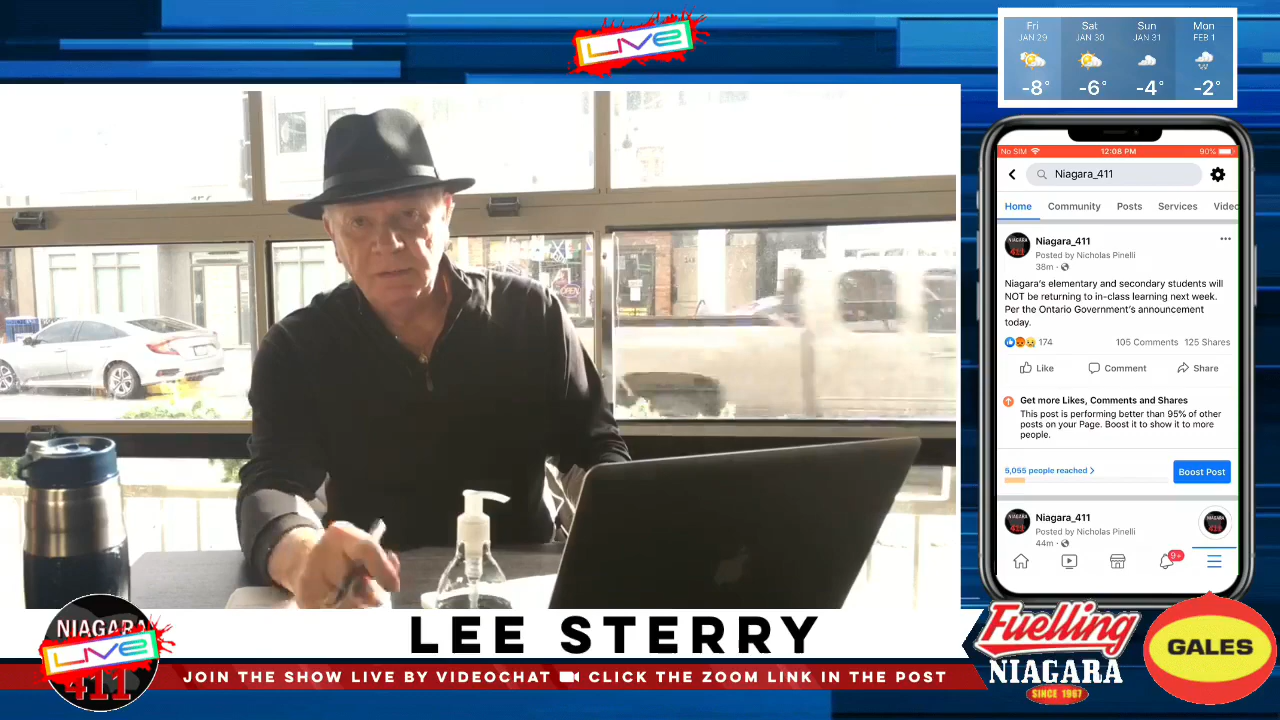 LIVE
Fri
JAN 29
-8°
Sat
JAN 30
-6°
Sun
JAN 31
-4°
Mon
FEB 1
-2°
No SIM
12:08 PM
90%
Niagara_411
Home
Community
Posts
Services
Video
Niagara_411
Posted by Nicholas Pinelli
38m ·
Niagara's elementary and secondary students will
NOT be returning to in-class learning next week.
Per the Ontario Government's announcement
today.
174
105 Comments
125 Shares
Like
Comment
Share
Get more Likes, Comments and Shares
This post is performing better than 95% of other
posts on your Page. Boost it to show it to more
people.
5,055 people reached
Boost Post
Niagara_411
Posted by Nicholas Pinelli
44m ·
9+
OPEN
NIAGARA
LIVE
411
LEE STERRY
JOIN THE SHOW LIVE BY VIDEOCHAT CLICK THE ZOOM LINK IN THE POST
Fuelling
NIAGARA
SINCE 1967
GALES